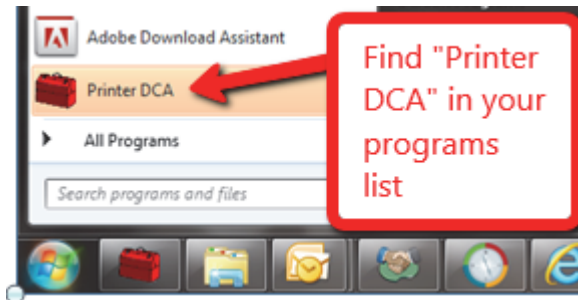 Adobe Download Assistant
Printer DCA
All Programs
Search programs and files
Find "Printer
DCA" in your
programs
list